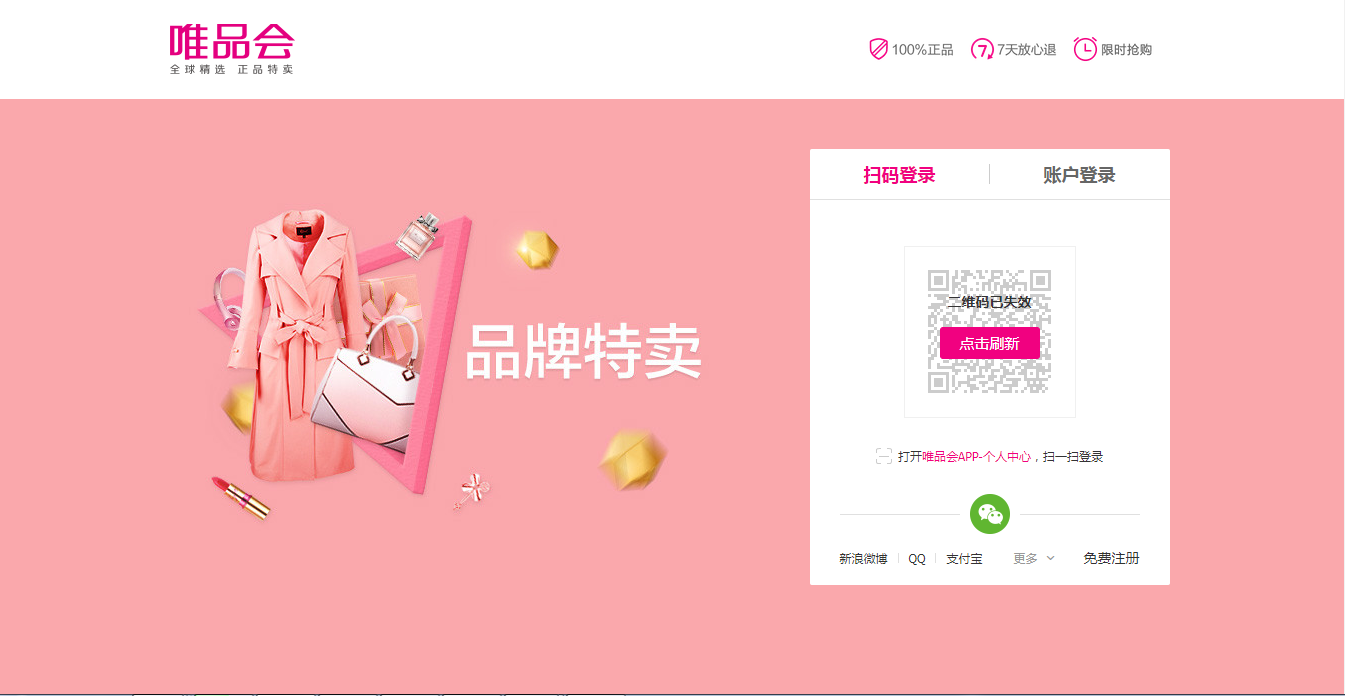 唯品会
全球精选 正品特卖
100%正品
7天放心退
限时抢购
扫码登录
账户登录
二维码已失效
点击刷新
品牌特卖
打开唯品会APP-个人中心，扫一扫登录
新浪微博
QQ
支付宝
更多
免费注册